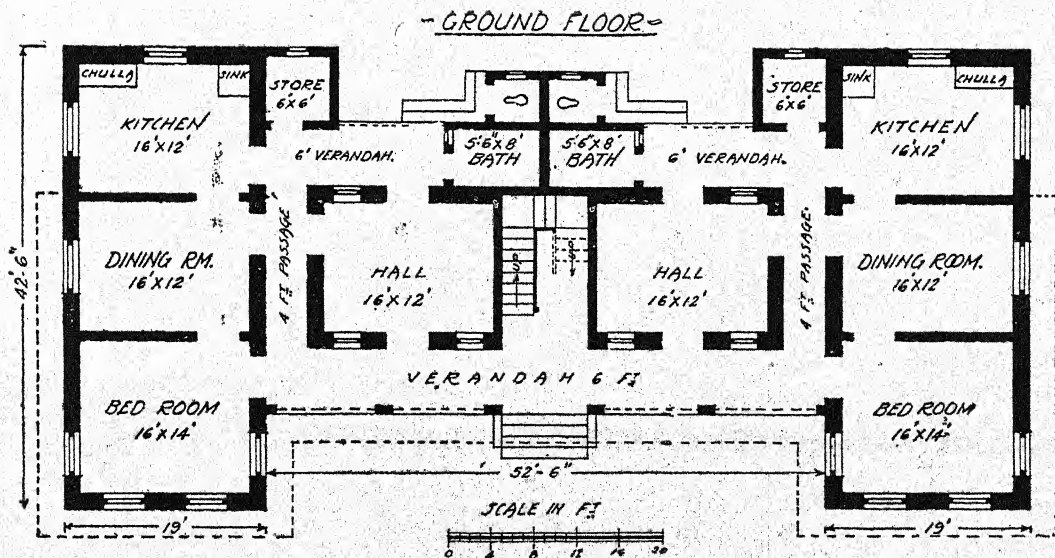 - GROUND FLOOR -
CHULLA
SINK
STORE
6'X6'
KITCHEN
16'X12'
6' VERANDAH.
5'-6"X8'
BATH
5'-6"X8'
BATH
6' VERANDAH.
STORE
6'X6'
SINK
CHULLA
KITCHEN
16'X12'
42'-6"
DINING RM.
16'X12'
4 FT PASSAGE
HALL
16'X12'
UP
UP
HALL
16'X12'
4 FT PASSAGE
DINING ROOM.
16'X12'
VERANDAH 6 FT
BED ROOM
16'X14'
BED ROOM
16'X14'
52'-6"
19'
19'
SCALE IN FT
0 4 8 12 16 20